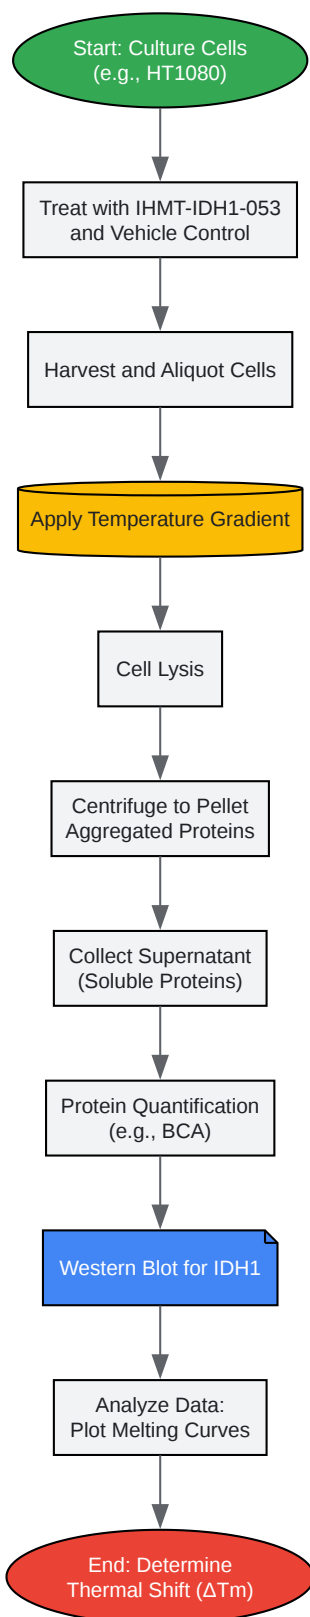 Start: Culture Cells
(e.g., HT1080)
Treat with IHMT-IDH1-053
and Vehicle Control
Harvest and Aliquot Cells
Apply Temperature Gradient
Cell Lysis
Centrifuge to Pellet
Aggregated Proteins
Collect Supernatant
(Soluble Proteins)
Protein Quantification
(e.g., BCA)
Western Blot for IDH1
Analyze Data:
Plot Melting Curves
End: Determine
Thermal Shift (ΔTm)